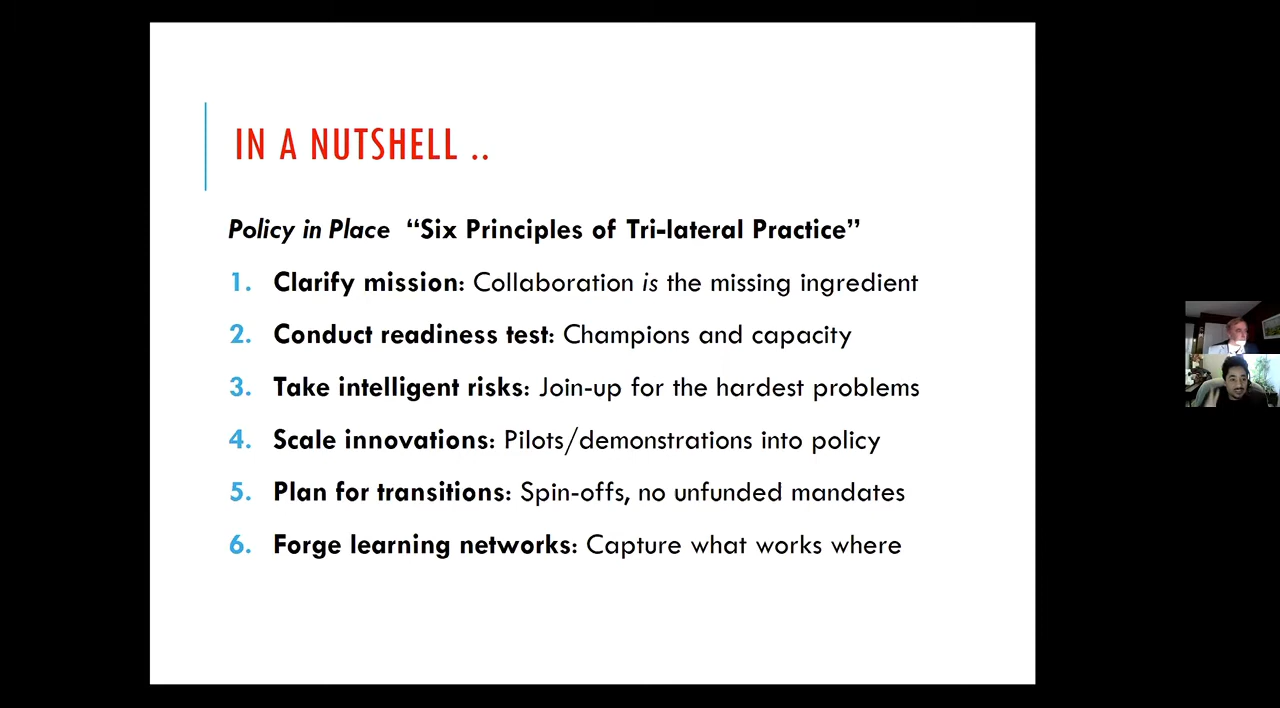 IN A NUTSHELL ..
Policy in Place “Six Principles of Tri-lateral Practice”
1. Clarify mission: Collaboration is the missing ingredient
2. Conduct readiness test: Champions and capacity
3. Take intelligent risks: Join-up for the hardest problems
4. Scale innovations: Pilots/demonstrations into policy
5. Plan for transitions: Spin-offs, no unfunded mandates
6. Forge learning networks: Capture what works where